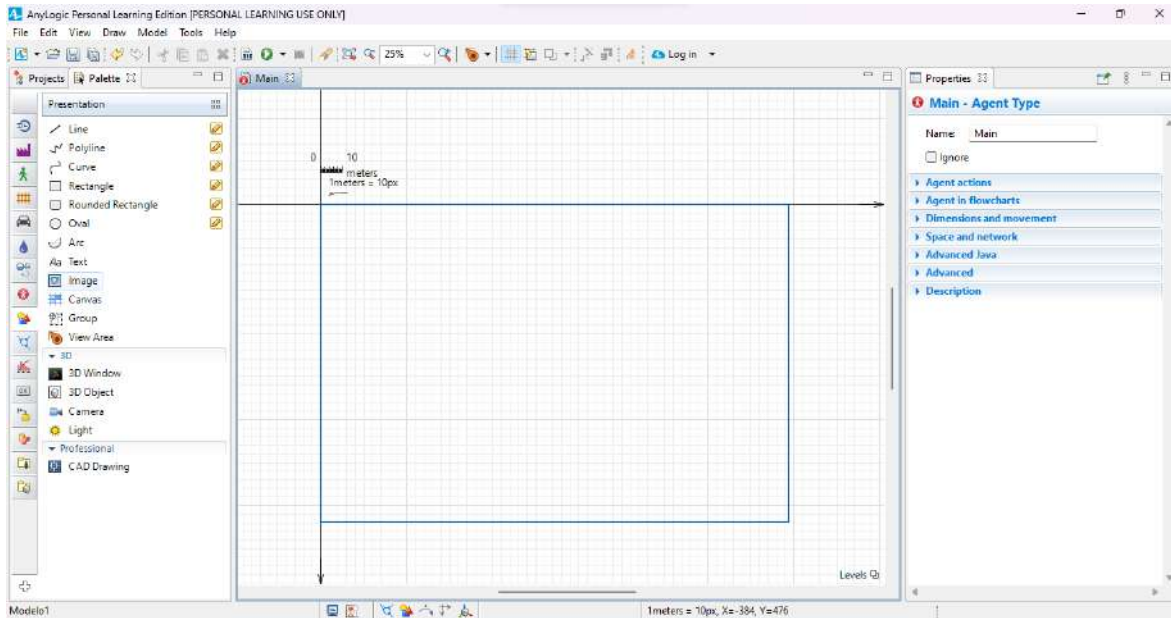 AnyLogic Personal Learning Edition [PERSONAL LEARNING USE ONLY]
File Edit View Draw Model Tools Help
25% Log in
Projects Palette
Main
Properties
Presentation
Line
Polyline
Curve
Rectangle
Rounded Rectangle
Oval
Arc
Aa Text
Image
Canvas
Group
View Area
3D
3D Window
3D Object
Camera
Light
Professional
CAD Drawing
0 10
meters
1meters = 10px
Levels
Main - Agent Type
Name: Main
Ignore
Agent actions
Agent in flowcharts
Dimensions and movement
Space and network
Advanced Java
Advanced
Description
Modelo1
1meters = 10px, X=-384, Y=476